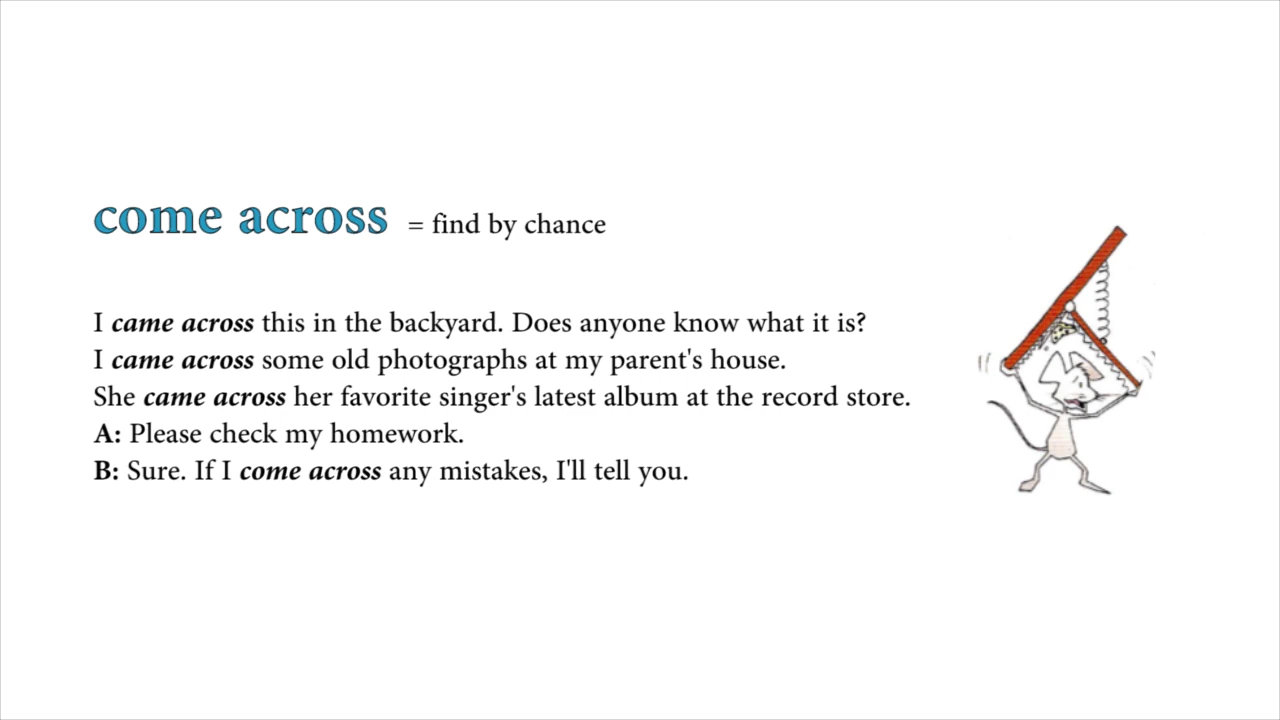 come across = find by chance
I came across this in the backyard. Does anyone know what it is?
I came across some old photographs at my parent's house.
She came across her favorite singer's latest album at the record store.
A: Please check my homework.
B: Sure. If I come across any mistakes, I'll tell you.